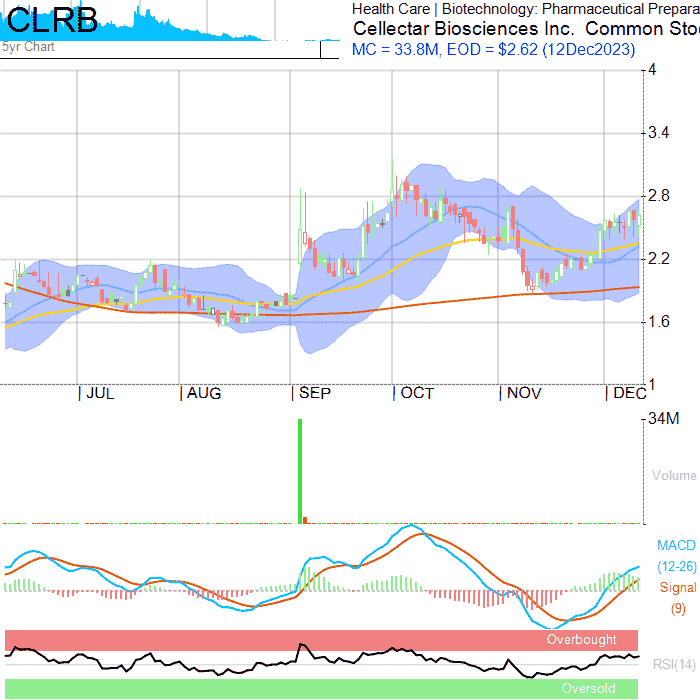 CLRB
5yr Chart
Health Care | Biotechnology: Pharmaceutical Prepara
Cellectar Biosciences Inc. Common Sto
MC = 33.8M, EOD = $2.62 (12Dec2023)
4
3.4
2.8
2.2
1.6
1
JUL AUG SEP OCT NOV DEC
34M
Volume
MACD
(12-26)
Signal
(9)
Overbought
RSI(14)
Oversold